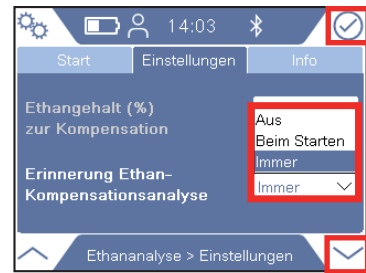 14:03
Start Einstellungen Info
Ethangehalt (%)
zur Kompensation
Aus
Beim Starten
Immer
Erinnerung Ethan-
Kompensationsanalyse
Immer
Ethananalyse > Einstellungen